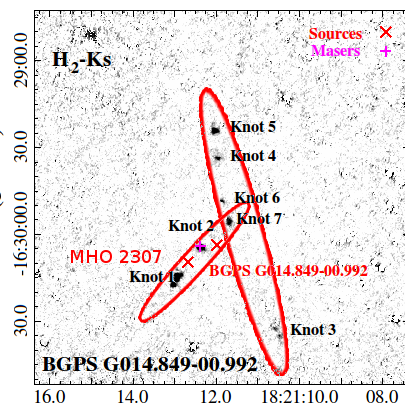 Sources
Masers
H₂-Ks
29:00.0
Knot 5
30.0
Knot 4
Knot 6
Knot 7
Knot 2
-16:30:00.0
MHO 2307
BGPS G014.849-00.992
Knot 1
30.0
Knot 3
BGPS G014.849-00.992
16.0
14.0
12.0
18:21:10.0
08.0